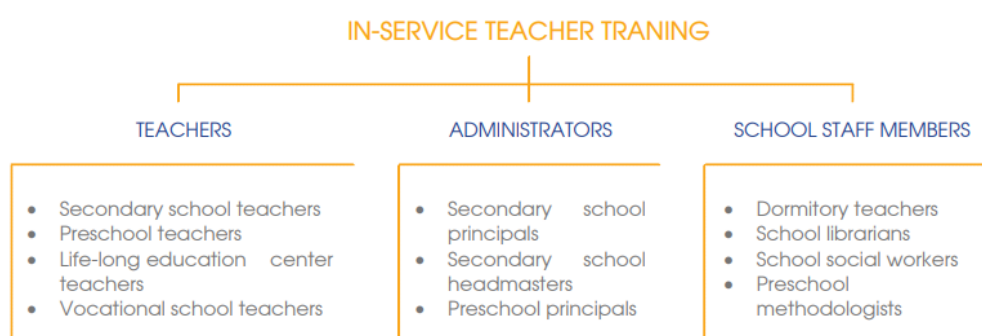 IN-SERVICE TEACHER TRANING
TEACHERS
• Secondary school teachers
• Preschool teachers
• Life-long education center
teachers
• Vocational school teachers
ADMINISTRATORS
• Secondary school
principals
• Secondary school
headmasters
• Preschool principals
SCHOOL STAFF MEMBERS
• Dormitory teachers
• School librarians
• School social workers
• Preschool
methodologists